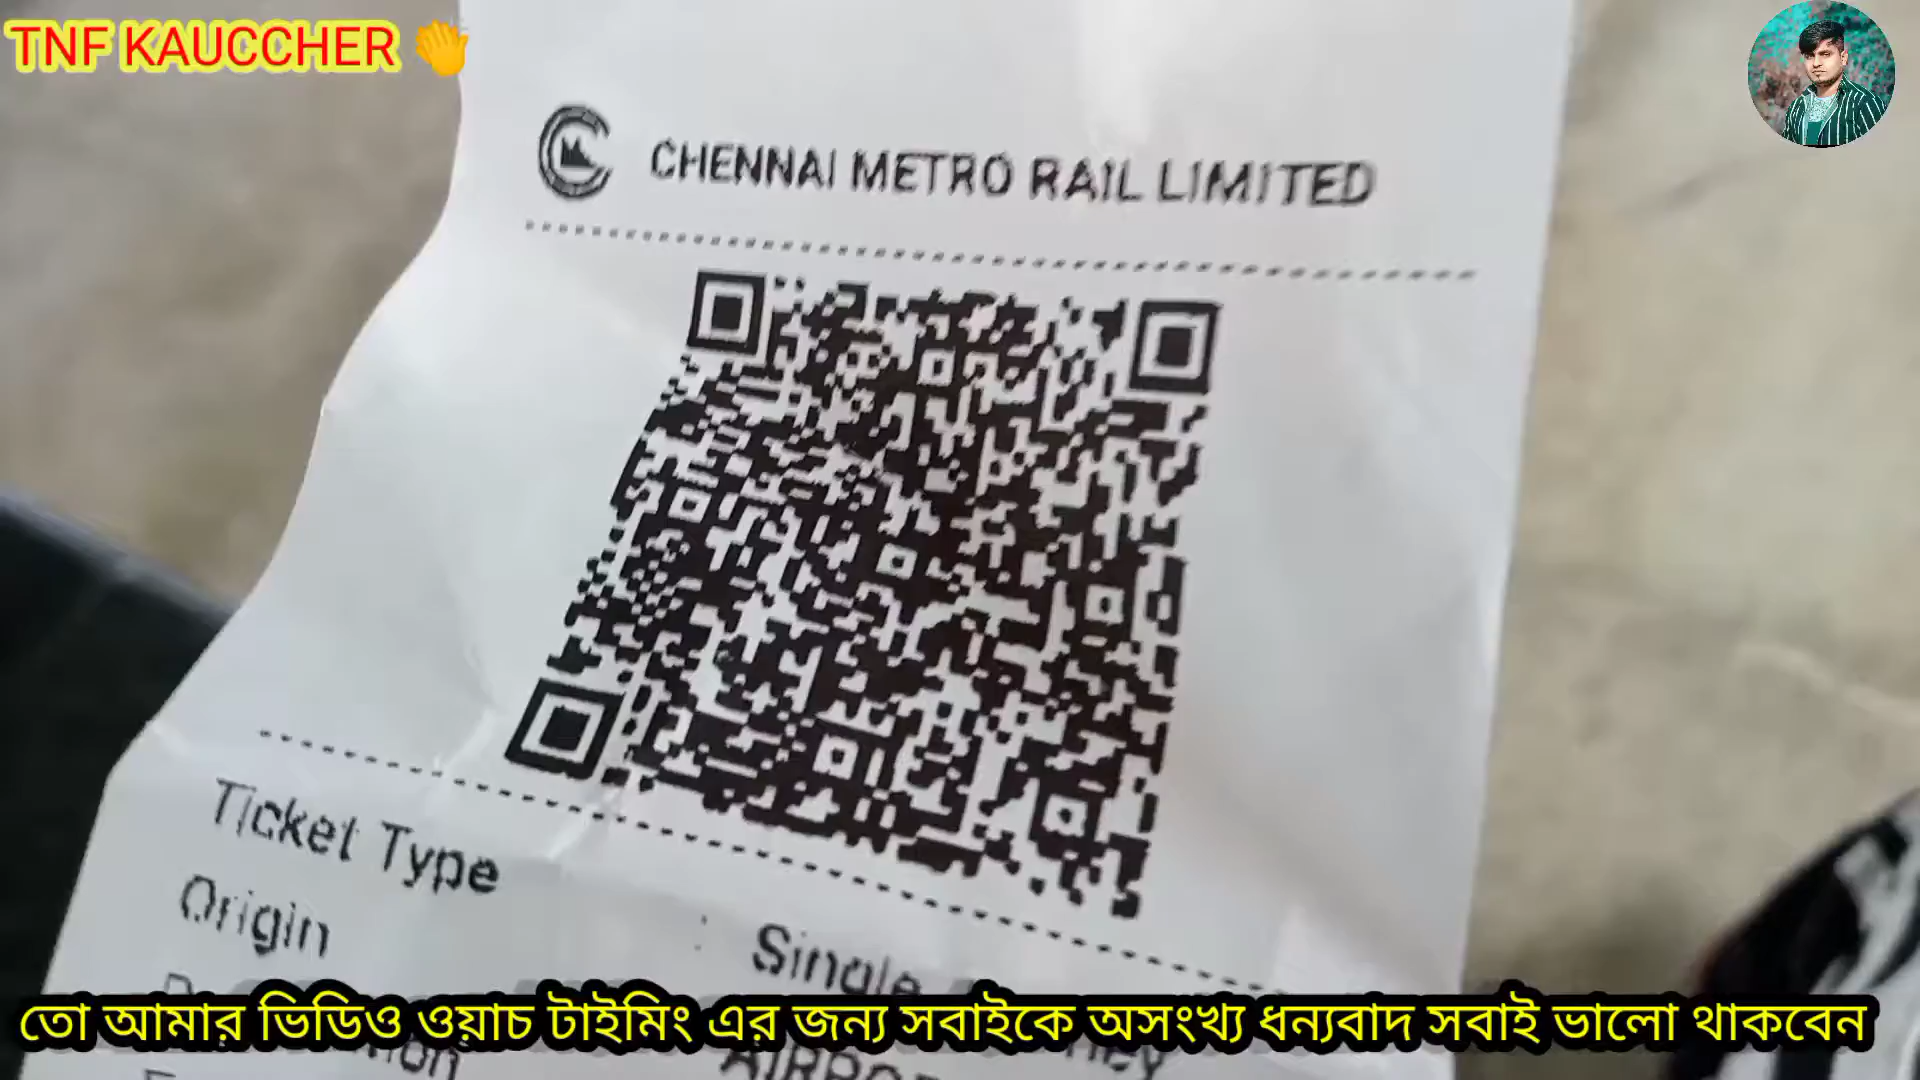 TNF KAUCCHER 👏
CHENNAI METRO RAIL LIMITED
Ticket Type
Origin
: Single
তো আমার ভিডিও ওয়াচ টাইমিং এর জন্য সবাইকে অসংখ্য ধন্যবাদ সবাই ভালো থাকবেন